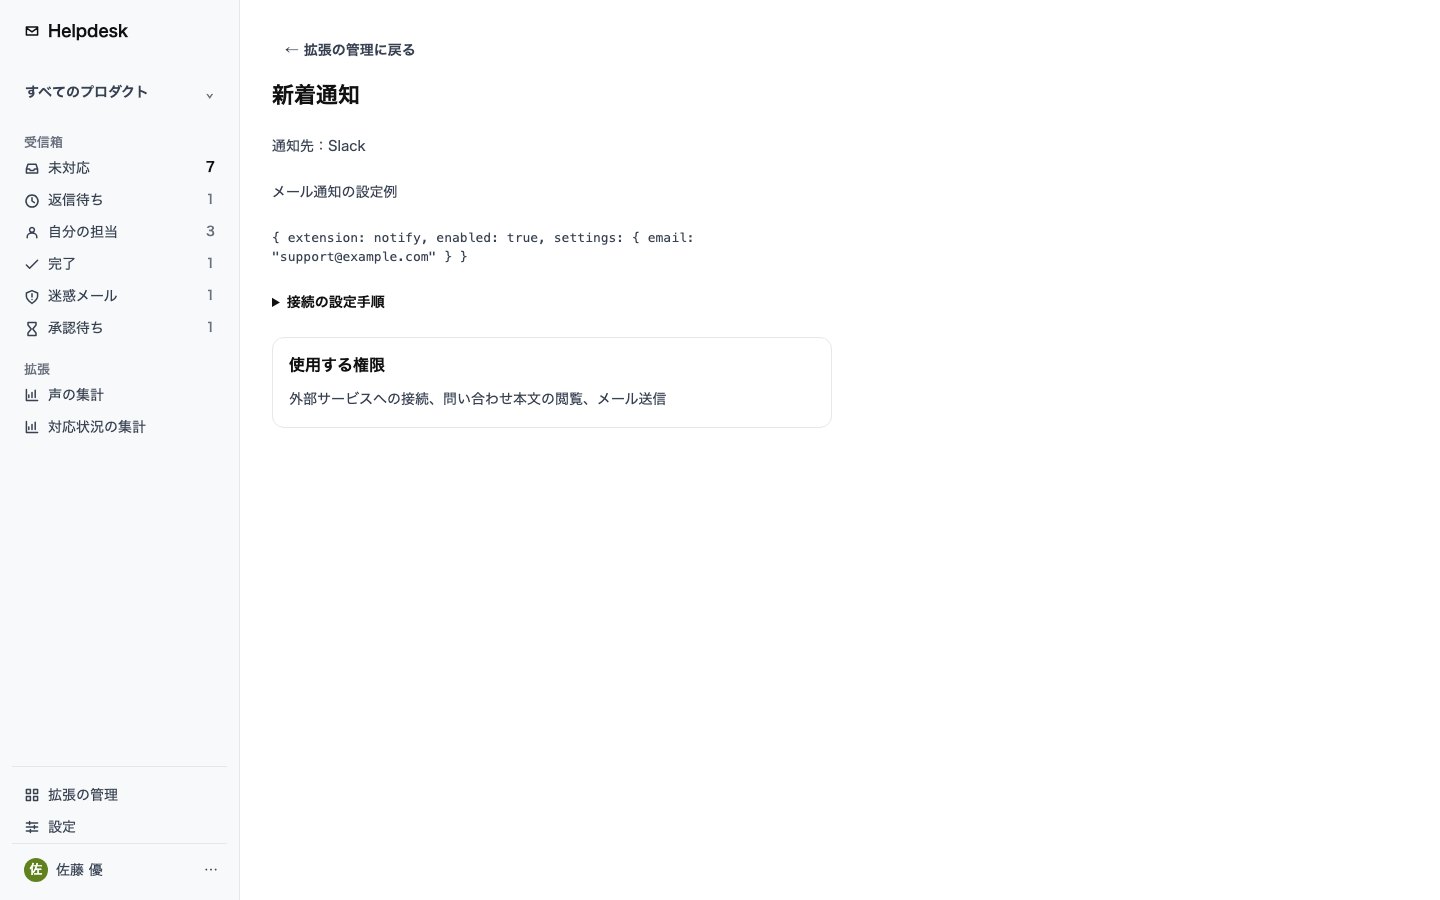 Helpdesk
すべてのプロダクト
受信箱
未対応 7
返信待ち 1
自分の担当 3
完了 1
迷惑メール 1
承認待ち 1
拡張
声の集計
対応状況の集計
拡張の管理
設定
佐 佐藤 優 …
← 拡張の管理に戻る
新着通知
通知先：Slack
メール通知の設定例
{ extension: notify, enabled: true, settings: { email:
"support@example.com" } }
▶ 接続の設定手順
使用する権限
外部サービスへの接続、問い合わせ本文の閲覧、メール送信